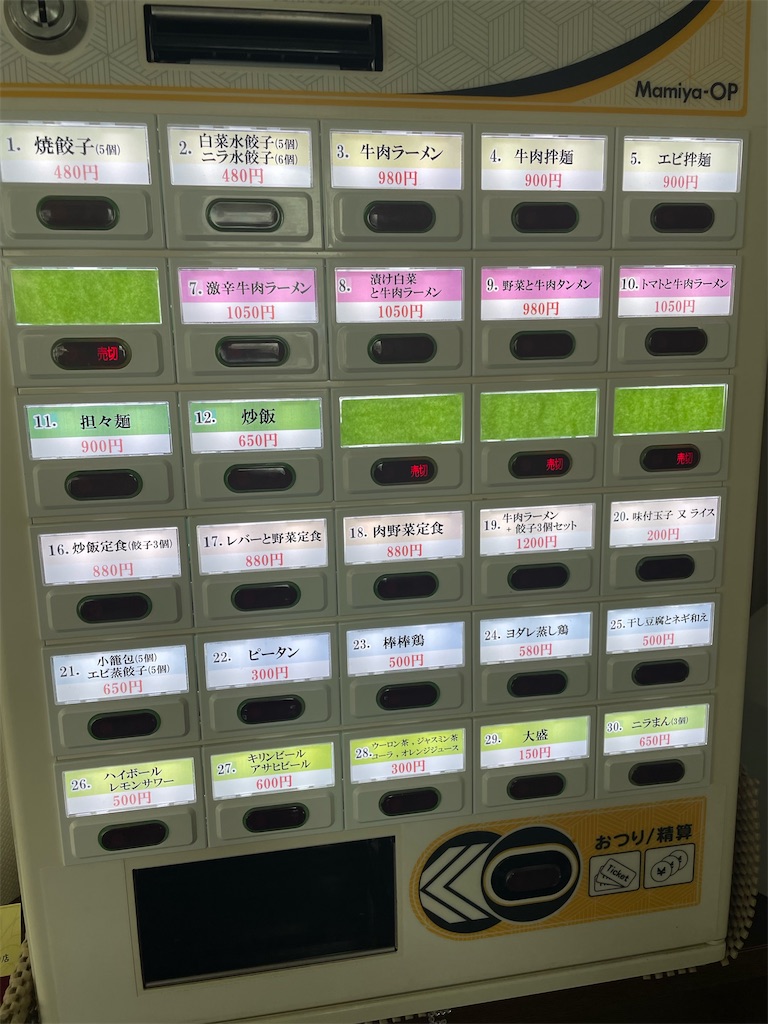 Mamiya-OP
1. 焼餃子(5個)
480円
2. 白菜水餃子(5個)
ニラ水餃子(6個)
480円
3. 牛肉ラーメン
980円
4. 牛肉拌麺
900円
5. エビ拌麺
900円
売切
7. 激辛牛肉ラーメン
1050円
8. 漬け白菜
と牛肉ラーメン
1050円
9. 野菜と牛肉タンメン
980円
10. トマトと牛肉ラーメン
1050円
11. 担々麺
900円
12. 炒飯
650円
売切
売切
売切
16. 炒飯定食(餃子3個)
880円
17. レバーと野菜定食
880円
18. 肉野菜定食
880円
19. 牛肉ラーメン
+ 餃子3個セット
1200円
20. 味付玉子 又 ライス
200円
21. 小籠包(5個)
エビ蒸餃子(5個)
650円
22. ピータン
300円
23. 棒棒鶏
500円
24. ヨダレ蒸し鶏
580円
25. 干し豆腐とネギ和え
500円
26. ハイボール
レモンサワー
500円
27. キリンビール
アサヒビール
600円
28. ウーロン茶，ジャスミン茶
コーラ，オレンジジュース
300円
29. 大盛
150円
30. ニラまん(3個)
650円
おつり/精算
Ticket
¥
店